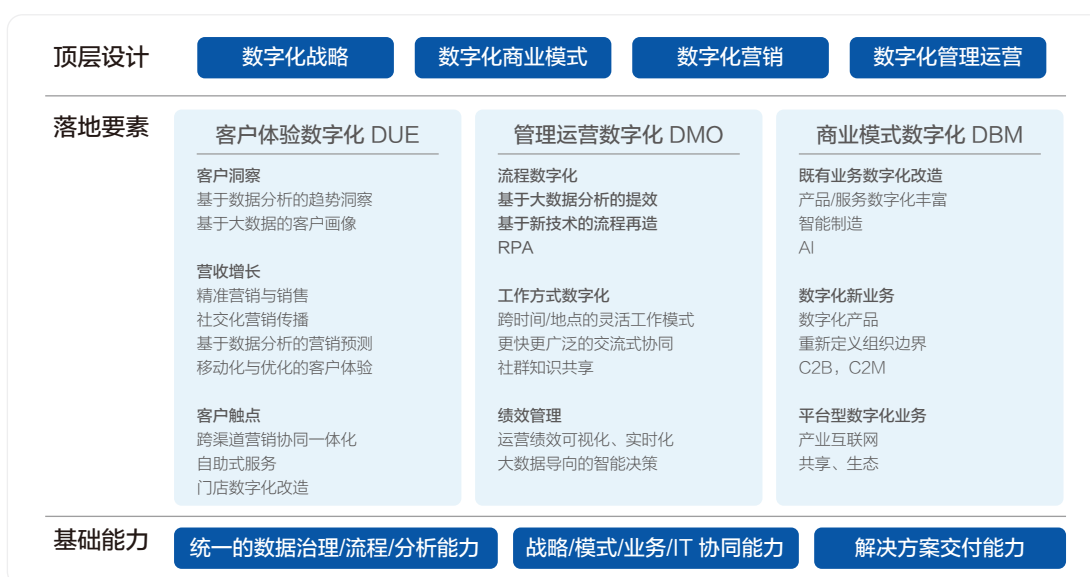 顶层设计
数字化战略
数字化商业模式
数字化营销
数字化管理运营
落地要素
客户体验数字化 DUE
客户洞察
基于数据分析的趋势洞察
基于大数据的客户画像
营收增长
精准营销与销售
社交化营销传播
基于数据分析的营销预测
移动化与优化的客户体验
客户触点
跨渠道营销协同一体化
自助式服务
门店数字化改造
管理运营数字化 DMO
流程数字化
基于大数据分析的提效
基于新技术的流程再造
RPA
工作方式数字化
跨时间/地点的灵活工作模式
更快更广泛的交流式协同
社群知识共享
绩效管理
运营绩效可视化、实时化
大数据导向的智能决策
商业模式数字化 DBM
既有业务数字化改造
产品/服务数字化丰富
智能制造
AI
数字化新业务
数字化产品
重新定义组织边界
C2B，C2M
平台型数字化业务
产业互联网
共享、生态
基础能力
统一的数据治理/流程/分析能力
战略/模式/业务/IT 协同能力
解决方案交付能力